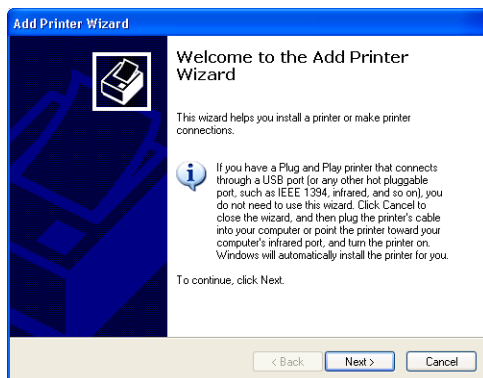 Add Printer Wizard
Welcome to the Add Printer
Wizard
This wizard helps you install a printer or make printer
connections.
If you have a Plug and Play printer that connects
through a USB port (or any other hot pluggable
port, such as IEEE 1394, infrared, and so on), you
do not need to use this wizard. Click Cancel to
close the wizard, and then plug the printer's cable
into your computer or point the printer toward your
computer's infrared port, and turn the printer on.
Windows will automatically install the printer for you.
To continue, click Next.
< Back Next > Cancel